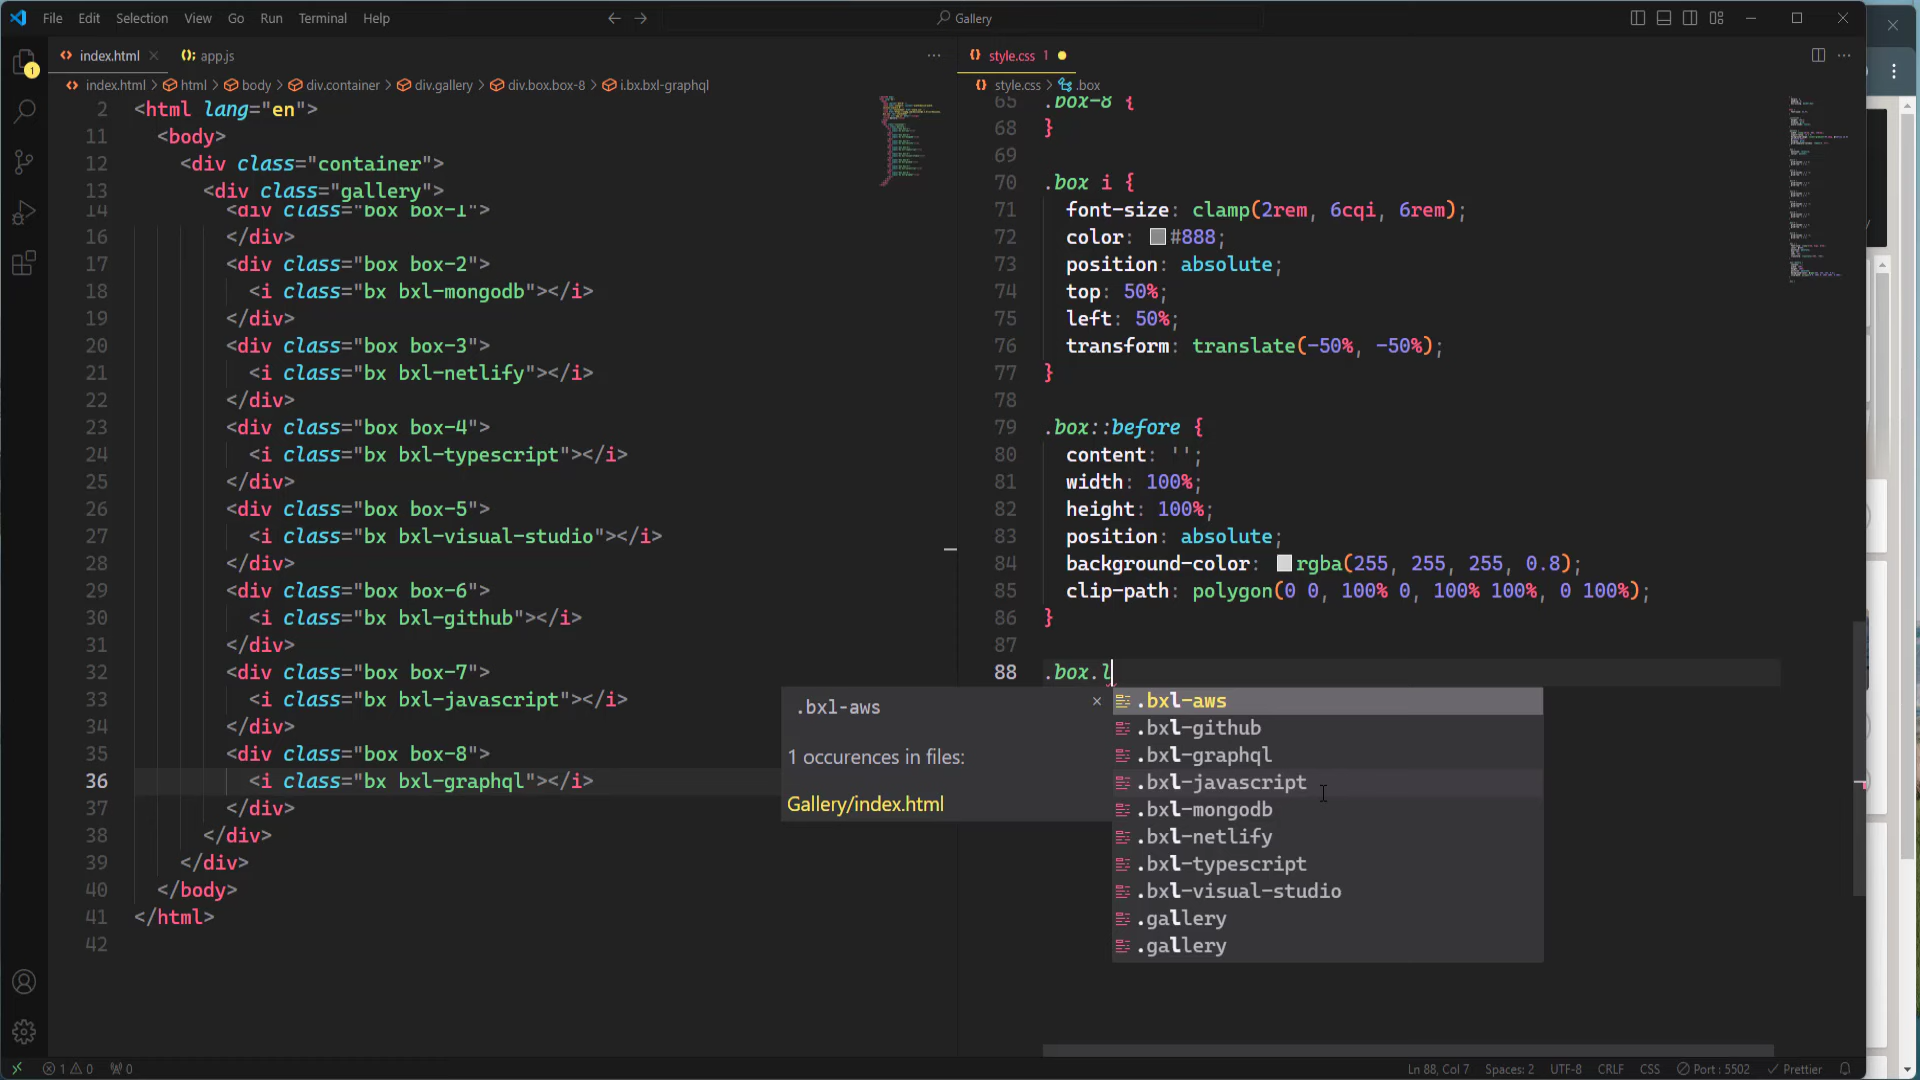 File Edit Selection View Go Run Terminal Help
Gallery
index.html
app.js
index.html > html > body > div.container > div.gallery > div.box.box-8 > i.bx.bxl-graphql
2 <html lang="en">
11 <body>
12 <div class="container">
13 <div class="gallery">
14 <div class="box box-1">
16 </div>
17 <div class="box box-2">
18 <i class="bx bxl-mongodb"></i>
19 </div>
20 <div class="box box-3">
21 <i class="bx bxl-netlify"></i>
22 </div>
23 <div class="box box-4">
24 <i class="bx bxl-typescript"></i>
25 </div>
26 <div class="box box-5">
27 <i class="bx bxl-visual-studio"></i>
28 </div>
29 <div class="box box-6">
30 <i class="bx bxl-github"></i>
31 </div>
32 <div class="box box-7">
33 <i class="bx bxl-javascript"></i>
34 </div>
35 <div class="box box-8">
36 <i class="bx bxl-graphql"></i>
37 </div>
38 </div>
39 </div>
40 </body>
41 </html>
42
style.css 1
style.css > .box
65 .box-8 {
68 }
69
70 .box i {
71 font-size: clamp(2rem, 6cqi, 6rem);
72 color: #888;
73 position: absolute;
74 top: 50%;
75 left: 50%;
76 transform: translate(-50%, -50%);
77 }
78
79 .box::before {
80 content: '';
81 width: 100%;
82 height: 100%;
83 position: absolute;
84 background-color: rgba(255, 255, 255, 0.8);
85 clip-path: polygon(0 0, 100% 0, 100% 100%, 0 100%);
86 }
87
88 .box.l
.bxl-aws
1 occurences in files:
Gallery/index.html
.bxl-aws
.bxl-github
.bxl-graphql
.bxl-javascript
.bxl-mongodb
.bxl-netlify
.bxl-typescript
.bxl-visual-studio
.gallery
.gallery
1
1 0 0
Ln 88, Col 7 Spaces: 2 UTF-8 CRLF CSS Port : 5502 Prettier